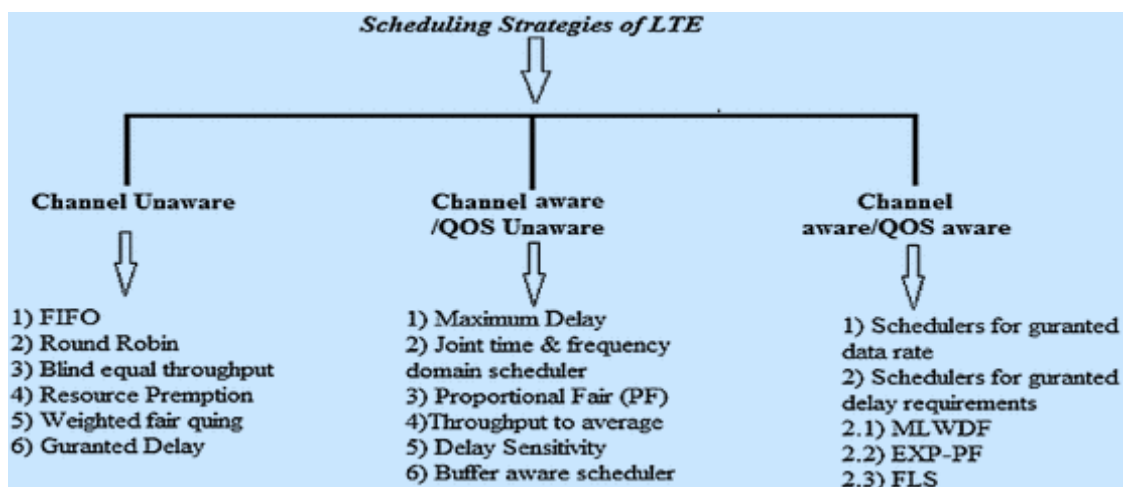 Scheduling Strategies of LTE
Channel Unaware
1) FIFO
2) Round Robin
3) Blind equal throughput
4) Resource Premption
5) Weighted fair quing
6) Guranted Delay
Channel aware
/QOS Unaware
1) Maximum Delay
2) Joint time & frequency
domain scheduler
3) Proportional Fair (PF)
4)Throughput to average
5) Delay Sensitivity
6) Buffer aware scheduler
Channel
aware/QOS aware
1) Schedulers for guranted
data rate
2) Schedulers for guranted
delay requirements
2.1) MLWDF
2.2) EXP-PF
2.3) FLS